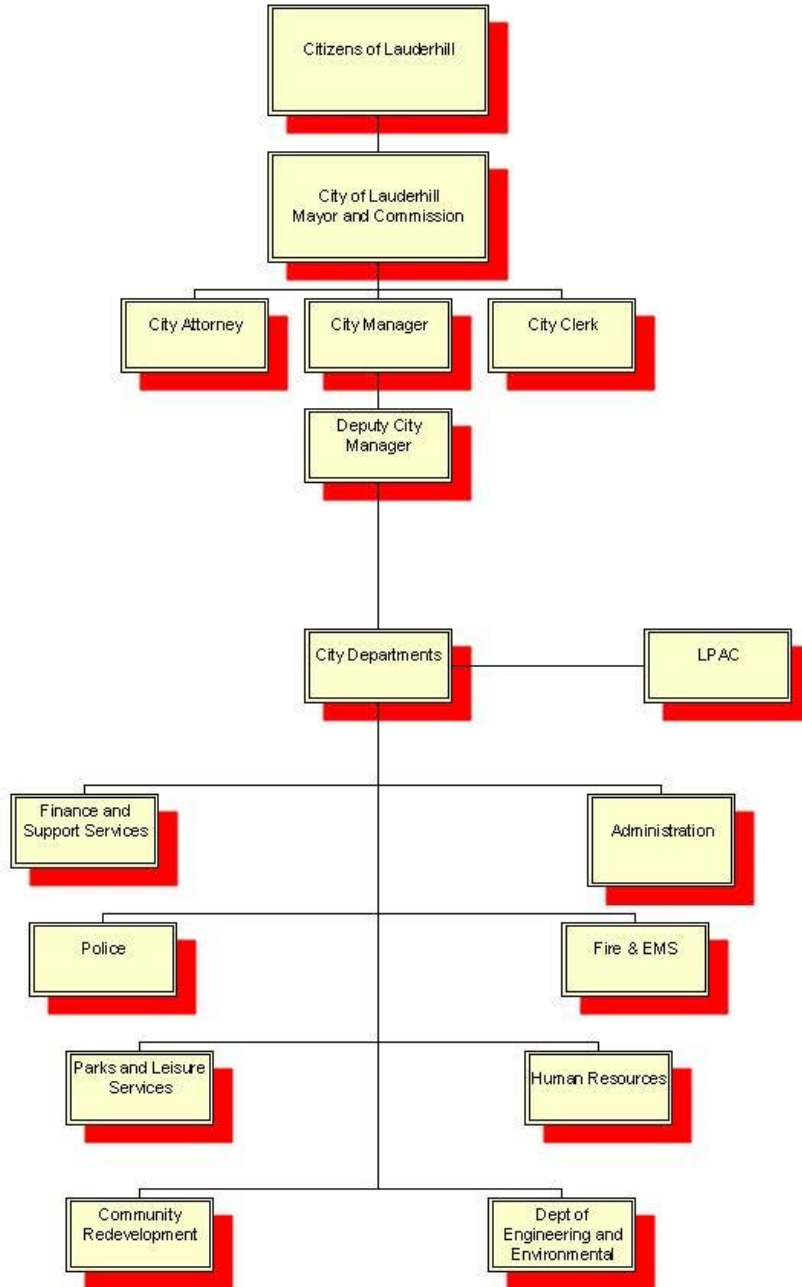 Citizens of Lauderhill
City of Lauderhill
Mayor and Commission
City Attorney
City Manager
City Clerk
Deputy City
Manager
City Departments
LPAC
Finance and
Support Services
Administration
Police
Fire & EMS
Parks and Leisure
Services
Human Resources
Community
Redevelopment
Dept of
Engineering and
Environmental